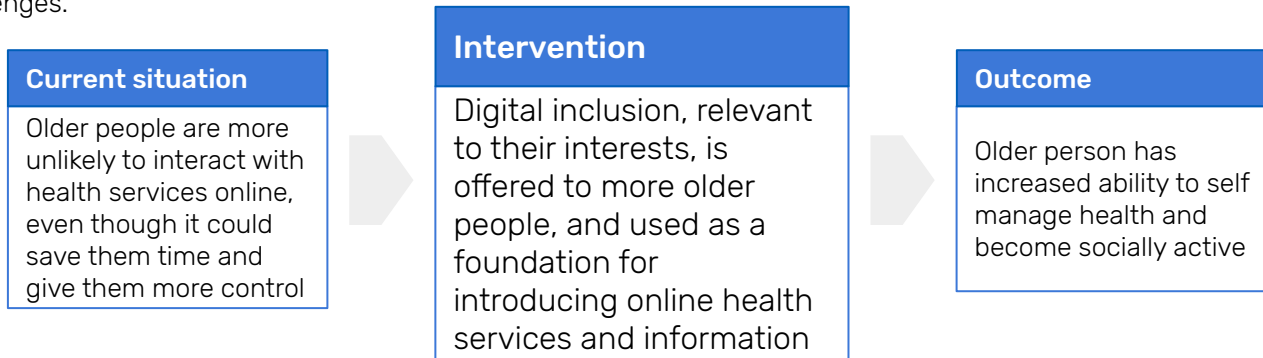 enges.
Current situation
Older people are more
unlikely to interact with
health services online,
even though it could
save them time and
give them more control
Intervention
Digital inclusion, relevant
to their interests, is
offered to more older
people, and used as a
foundation for
introducing online health
services and information
Outcome
Older person has
increased ability to self
manage health and
become socially active